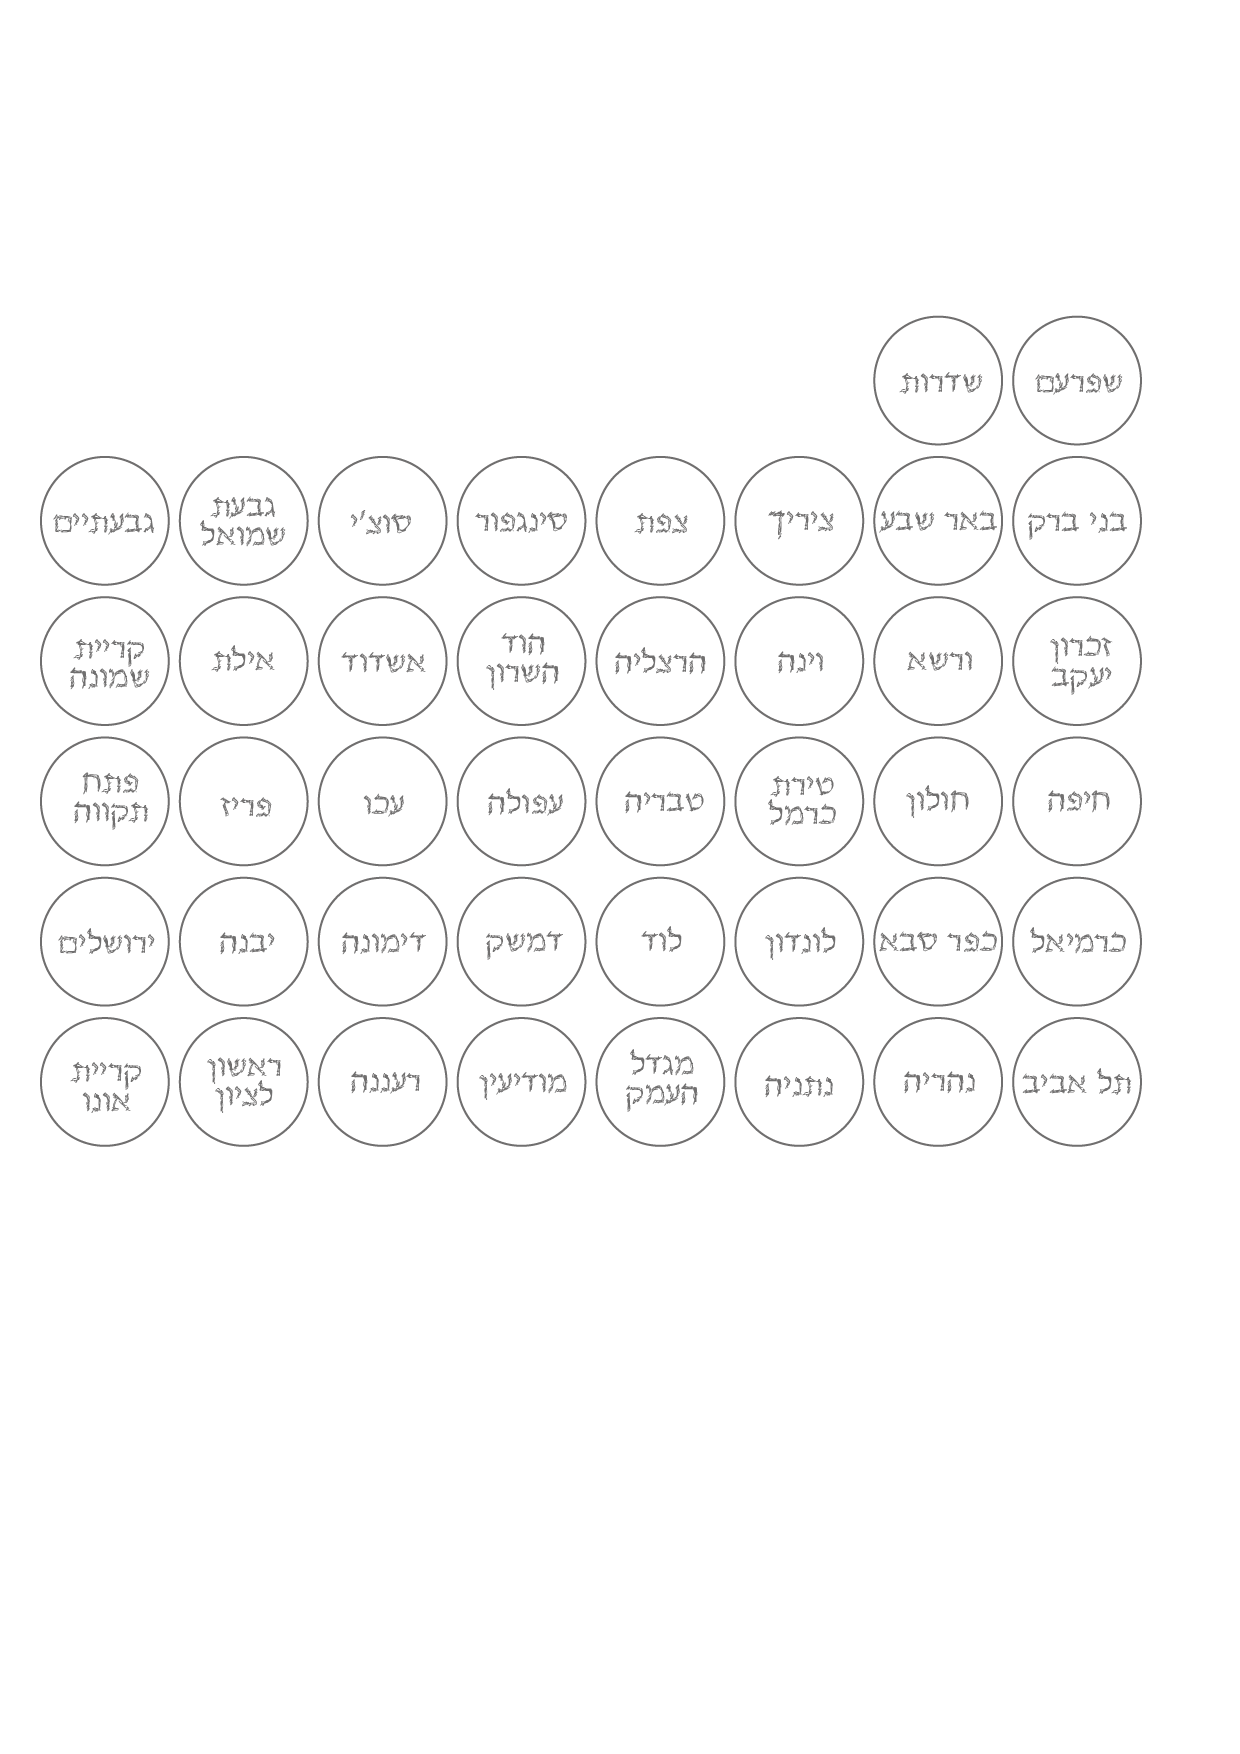 שפרעם
שדרות
בני ברק
באר שבע
ציריך
צפת
סינגפור
סוצ'י
גבעת
שמואל
גבעתיים
זכרון
יעקב
ורשא
וינה
הרצליה
הוד
השרון
אשדוד
אילת
קריית
שמונה
חיפה
חולון
טירת
כרמל
טבריה
עפולה
עכו
פריז
פתח
תקווה
כרמיאל
כפר סבא
לונדון
לוד
דמשק
דימונה
יבנה
ירושלים
תל אביב
נהריה
נתניה
מגדל
העמק
מודיעין
רעננה
ראשון
לציון
קריית
אונו